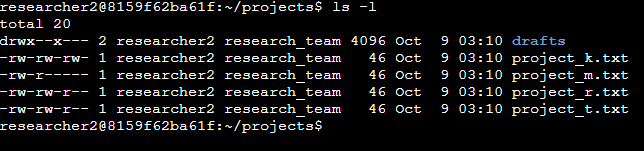 researcher2@8159f62ba61f:~/projects$ ls -l
total 20
drwx--x--- 2 researcher2 research_team 4096 Oct  9 03:10 drafts
-rw-rw-rw- 1 researcher2 research_team   46 Oct  9 03:10 project_k.txt
-rw-r----- 1 researcher2 research_team   46 Oct  9 03:10 project_m.txt
-rw-rw-r-- 1 researcher2 research_team   46 Oct  9 03:10 project_r.txt
-rw-rw-r-- 1 researcher2 research_team   46 Oct  9 03:10 project_t.txt
researcher2@8159f62ba61f:~/projects$